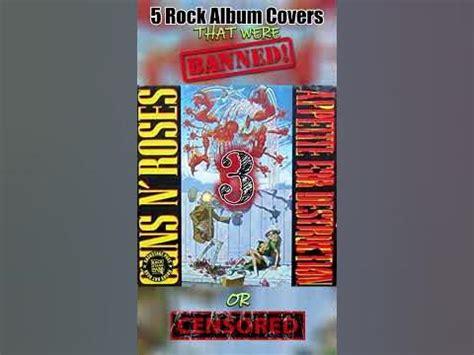 5 Rock Album Covers
THAT WERE
BANNED!
GUNS N' ROSES
3
APPETITE FOR DESTRUCTION
OR
CENSORED